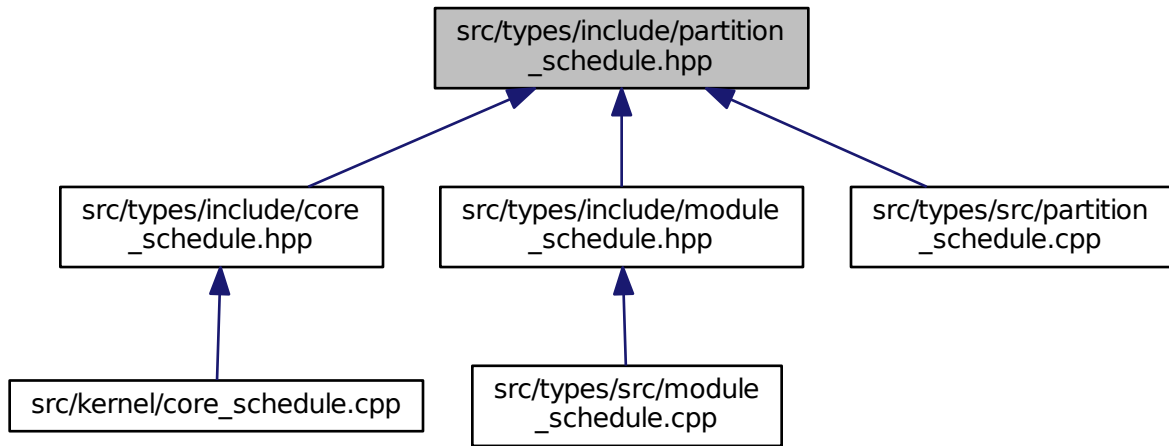 src/types/include/partition
_schedule.hpp
src/types/include/core
_schedule.hpp
src/types/include/module
_schedule.hpp
src/types/src/partition
_schedule.cpp
src/kernel/core_schedule.cpp
src/types/src/module
_schedule.cpp